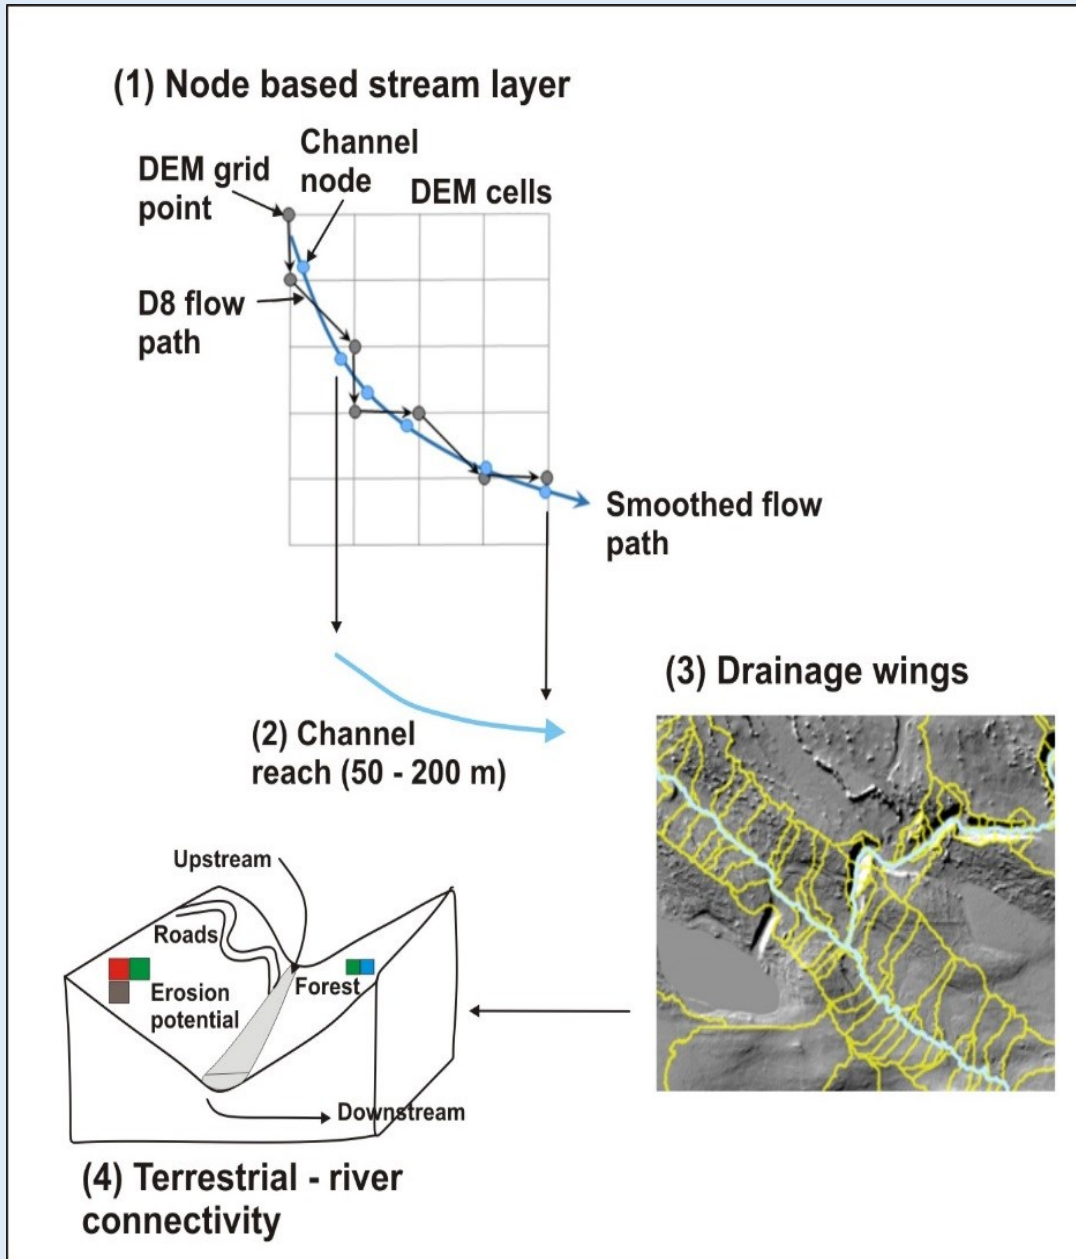 (1) Node based stream layer
Channel
node
DEM grid
point
DEM cells
D8 flow
path
Smoothed flow
path
(2) Channel
reach (50 - 200 m)
(3) Drainage wings
Upstream
Roads
Erosion
potential
Forest
Downstream
(4) Terrestrial - river
connectivity